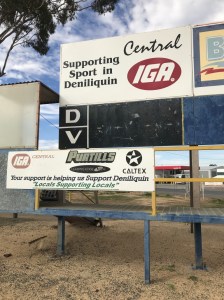 Supporting
Sport in
Deniliquin
Central
IGA
D
V
IGA CENTRAL
PURTILLS
CALTEX
Your support is helping us Support Deniliquin
"Locals Supporting Locals"